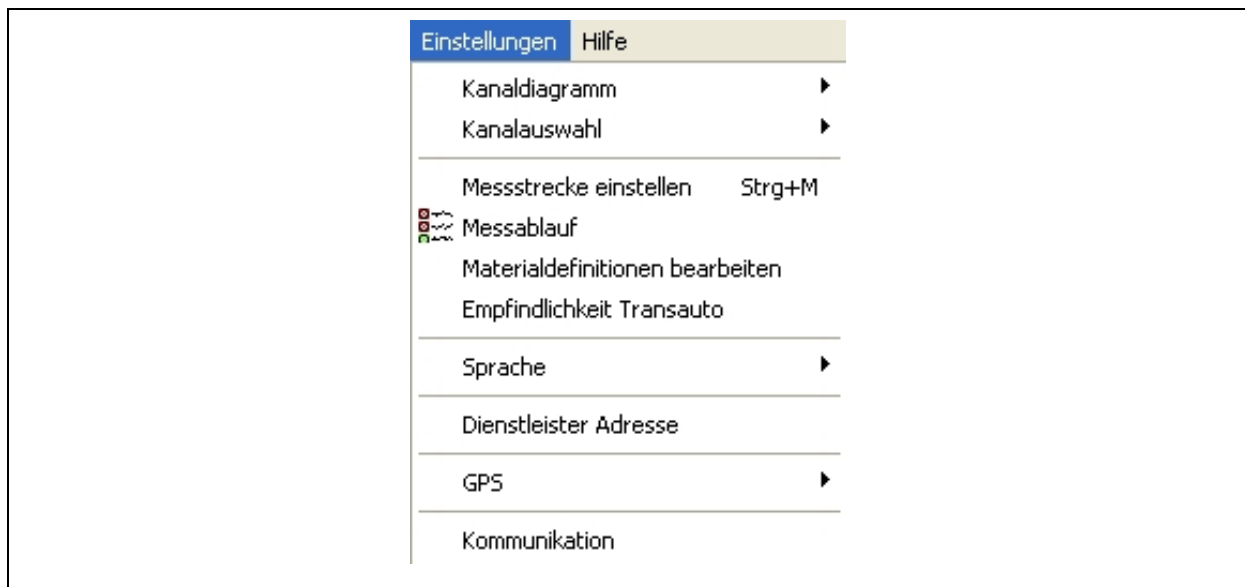 Einstellungen Hilfe
Kanaldiagramm
Kanalauswahl
Messstrecke einstellen Strg+M
Messablauf
Materialdefinitionen bearbeiten
Empfindlichkeit Transauto
Sprache
Dienstleister Adresse
GPS
Kommunikation